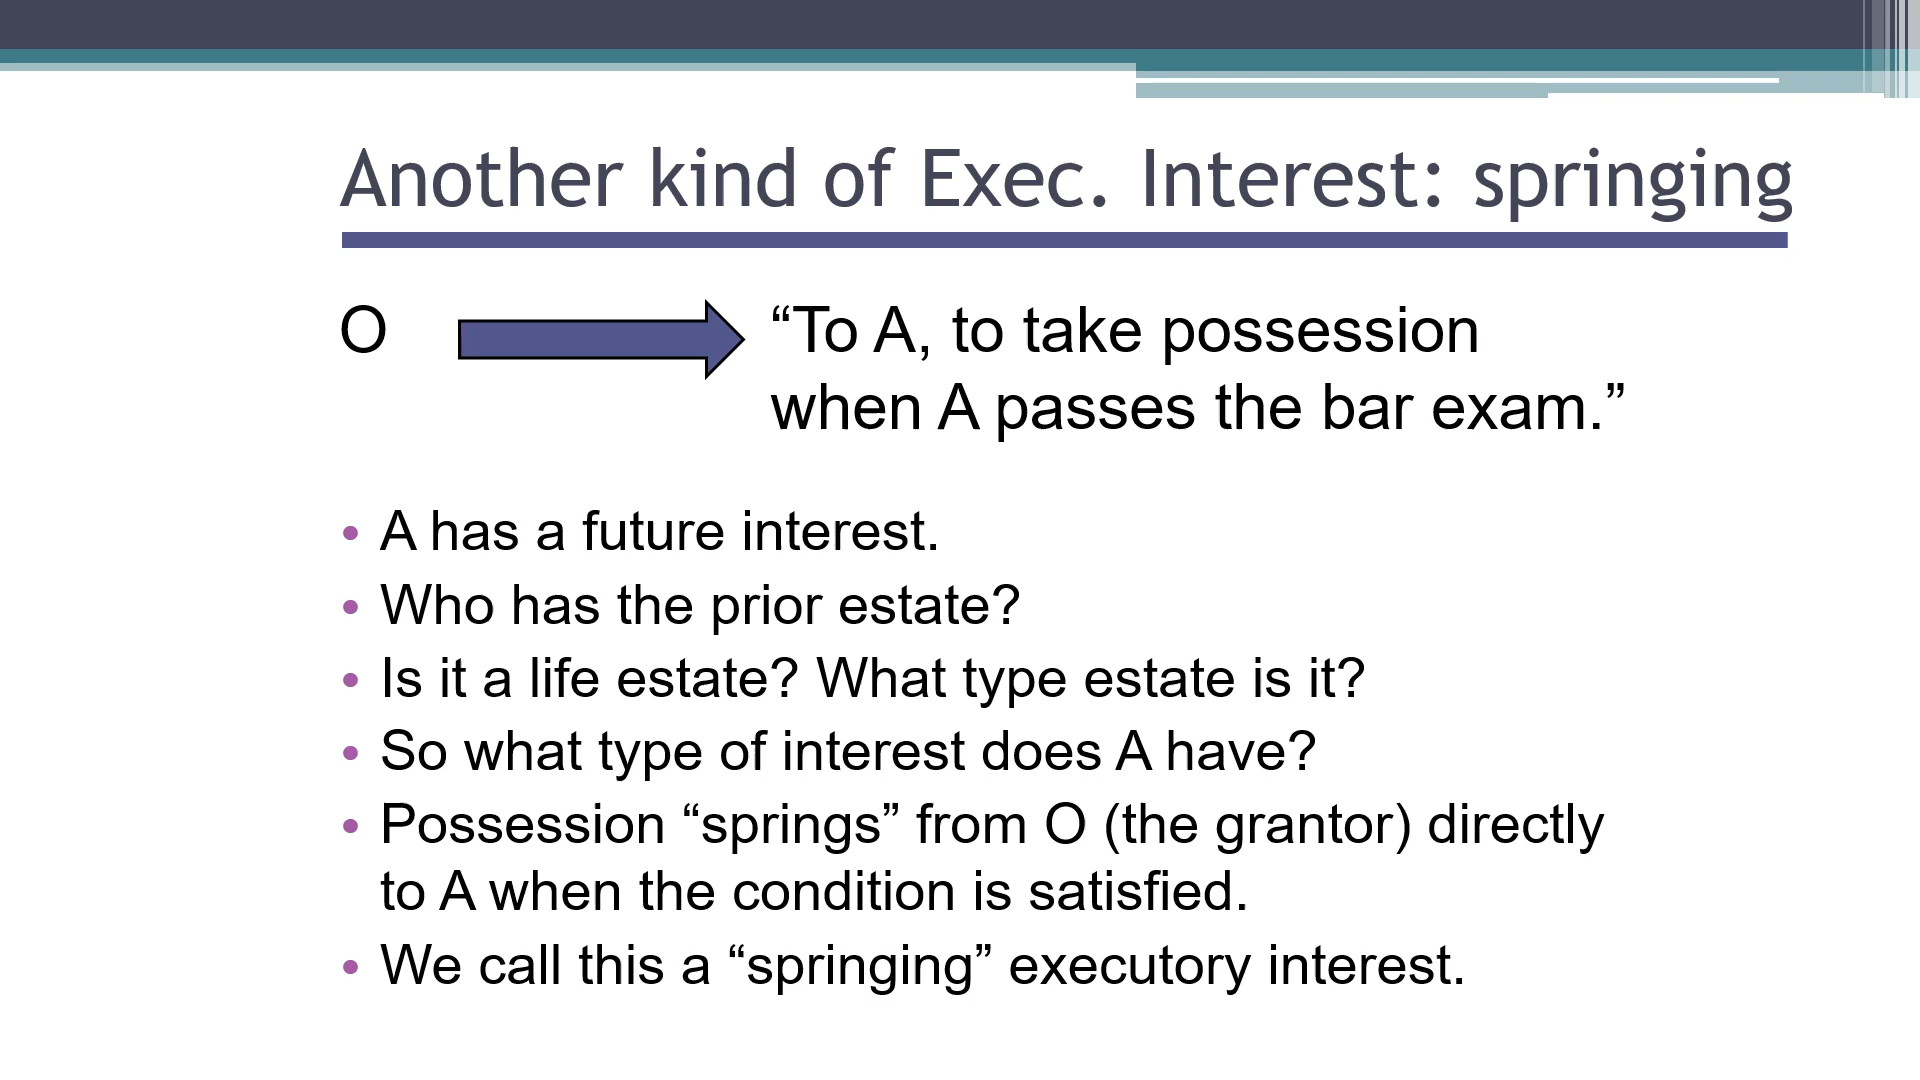 Another kind of Exec. Interest: springing
O
“To A, to take possession
when A passes the bar exam.”
• A has a future interest.
• Who has the prior estate?
• Is it a life estate? What type estate is it?
• So what type of interest does A have?
• Possession “springs” from O (the grantor) directly
to A when the condition is satisfied.
• We call this a “springing” executory interest.